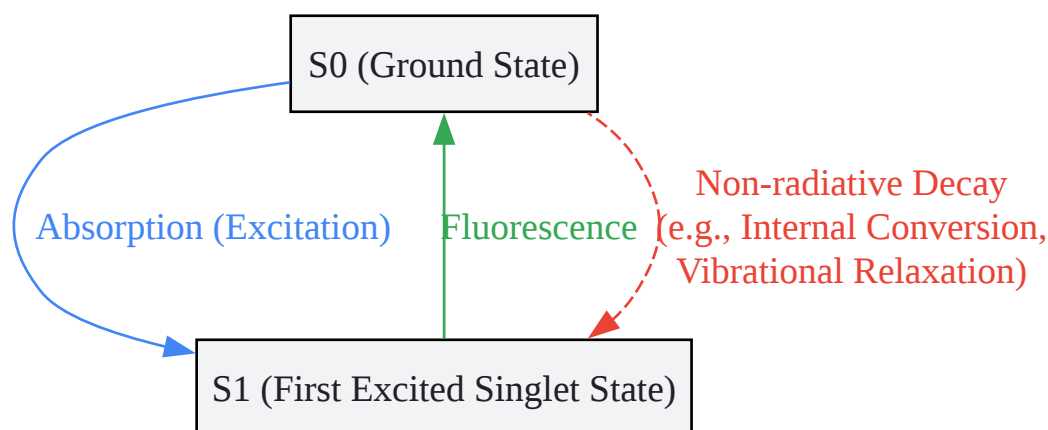 S0 (Ground State)
Absorption (Excitation)
Fluorescence
Non-radiative Decay
(e.g., Internal Conversion,
Vibrational Relaxation)
S1 (First Excited Singlet State)